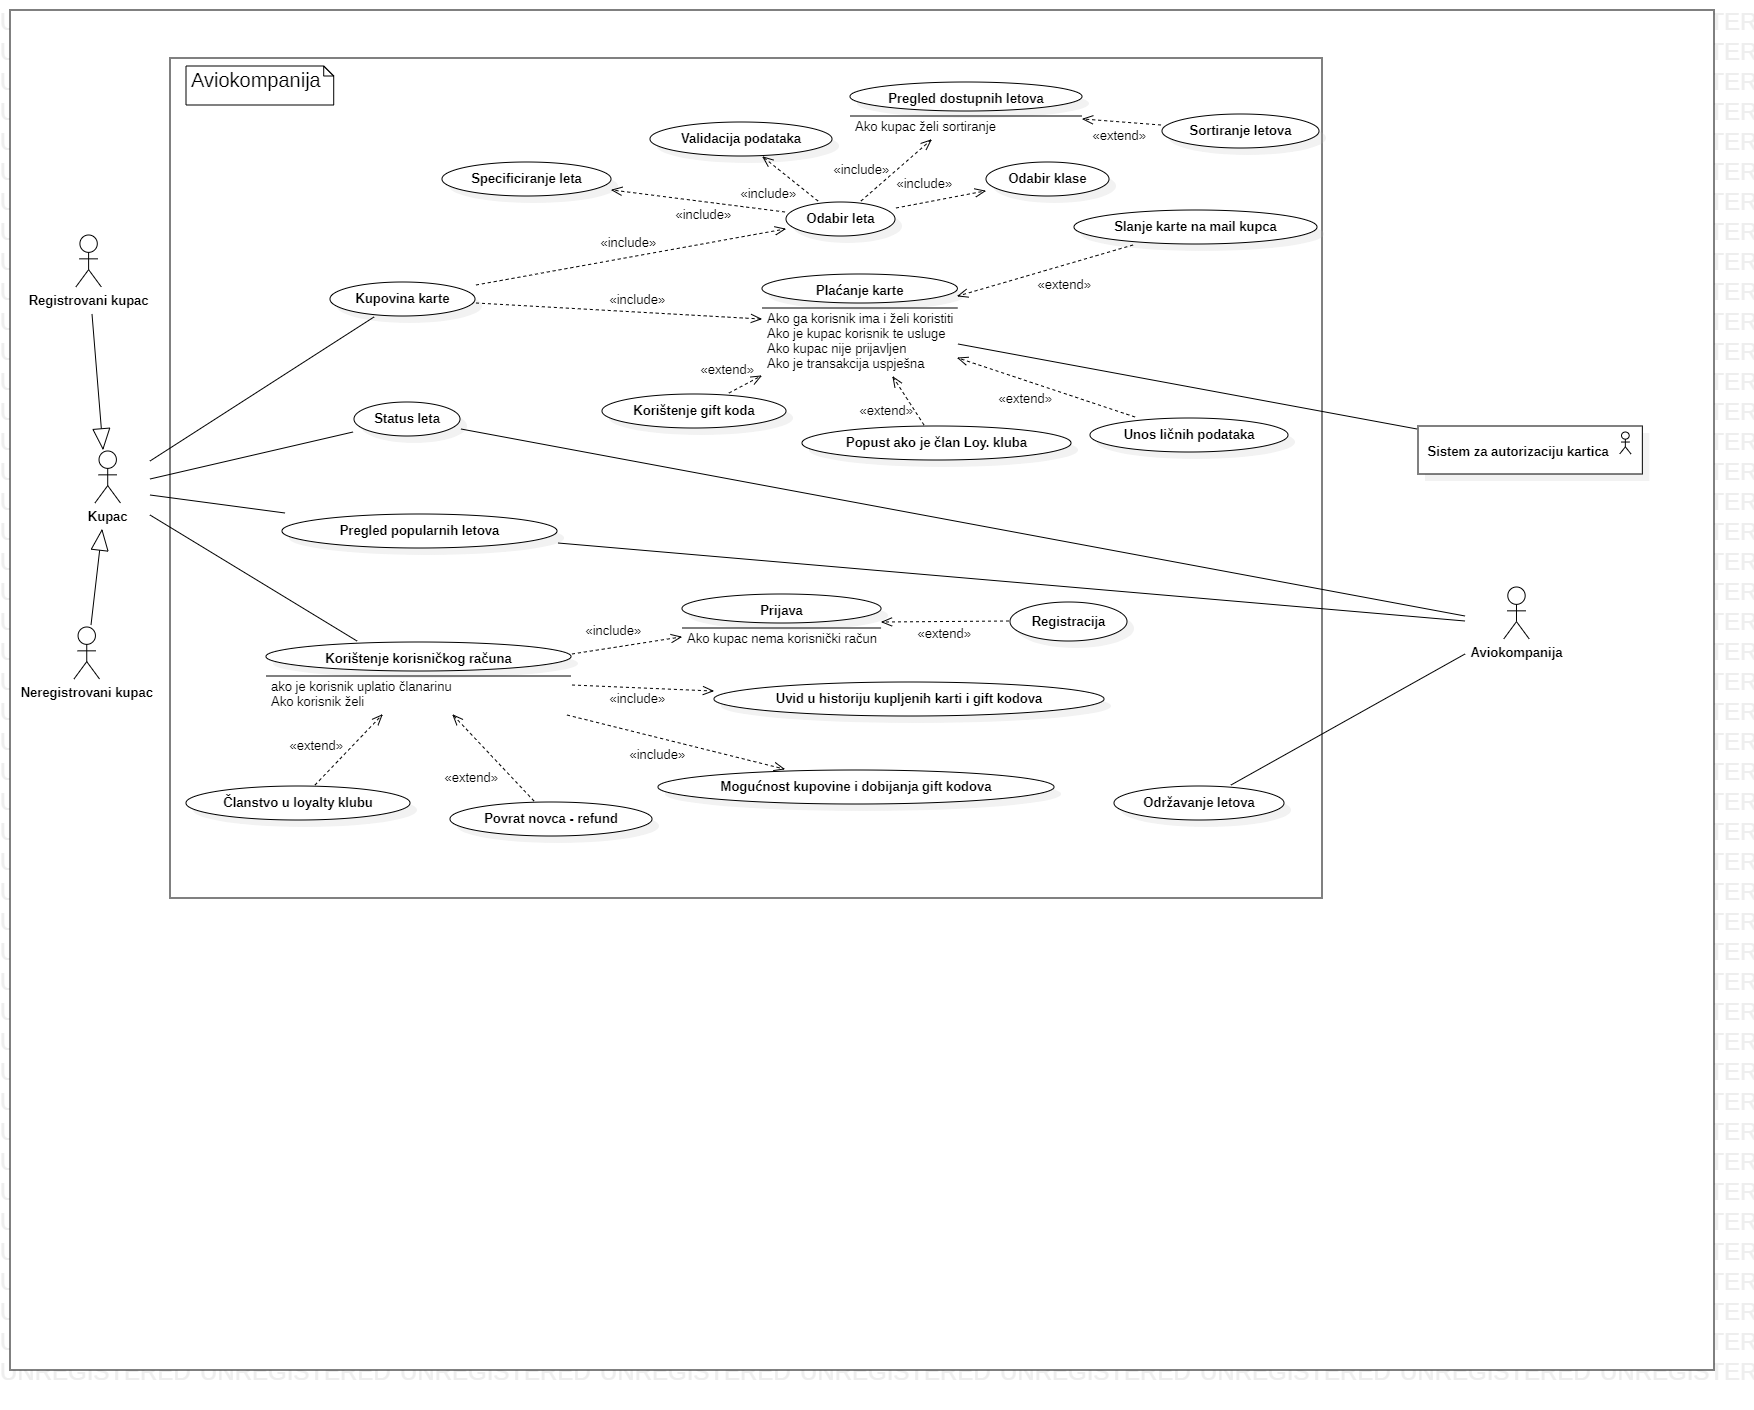 Aviokompanija
Pregled dostupnih letova
Ako kupac želi sortiranje
«extend»
Sortiranje letova
Validacija podataka
«include»
«include»
«include»
Specificiranje leta
Odabir klase
«include»
Odabir leta
Slanje karte na mail kupca
«include»
Registrovani kupac
Kupovina karte
«include»
Plaćanje karte
«extend»
Ako ga korisnik ima i želi koristiti
Ako je kupac korisnik te usluge
Ako kupac nije prijavljen
Ako je transakcija uspješna
«extend»
«extend»
«extend»
Korištenje gift koda
Status leta
Popust ako je član Loy. kluba
Unos ličnih podataka
Sistem za autorizaciju kartica
Kupac
Pregled popularnih letova
Prijava
Ako kupac nema korisnički račun
«extend»
Registracija
«include»
Aviokompanija
Korištenje korisničkog računa
ako je korisnik uplatio članarinu
Ako korisnik želi
Neregistrovani kupac
«include»
Uvid u historiju kupljenih karti i gift kodova
«extend»
«include»
«extend»
Mogućnost kupovine i dobijanja gift kodova
Članstvo u loyalty klubu
Povrat novca - refund
Održavanje letova
UNREGISTERED UNREGISTERED UNREGISTERED UNREGISTERED UNREGISTERED UNREGISTERED UNREGISTERED UNREGISTERED UNREGISTER